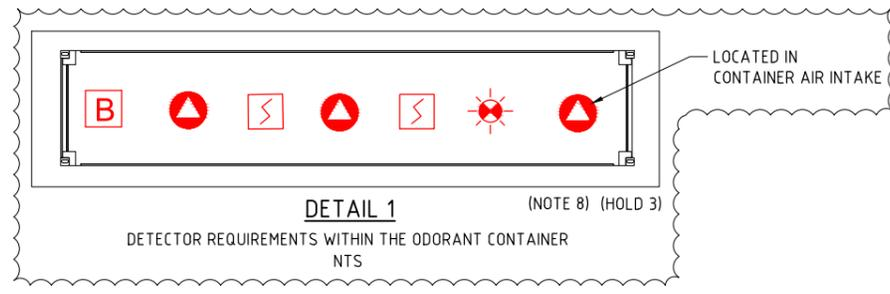 LOCATED IN
CONTAINER AIR INTAKE
B
DETAIL 1
(NOTE 8) (HOLD 3)
DETECTOR REQUIREMENTS WITHIN THE ODORANT CONTAINER
NTS